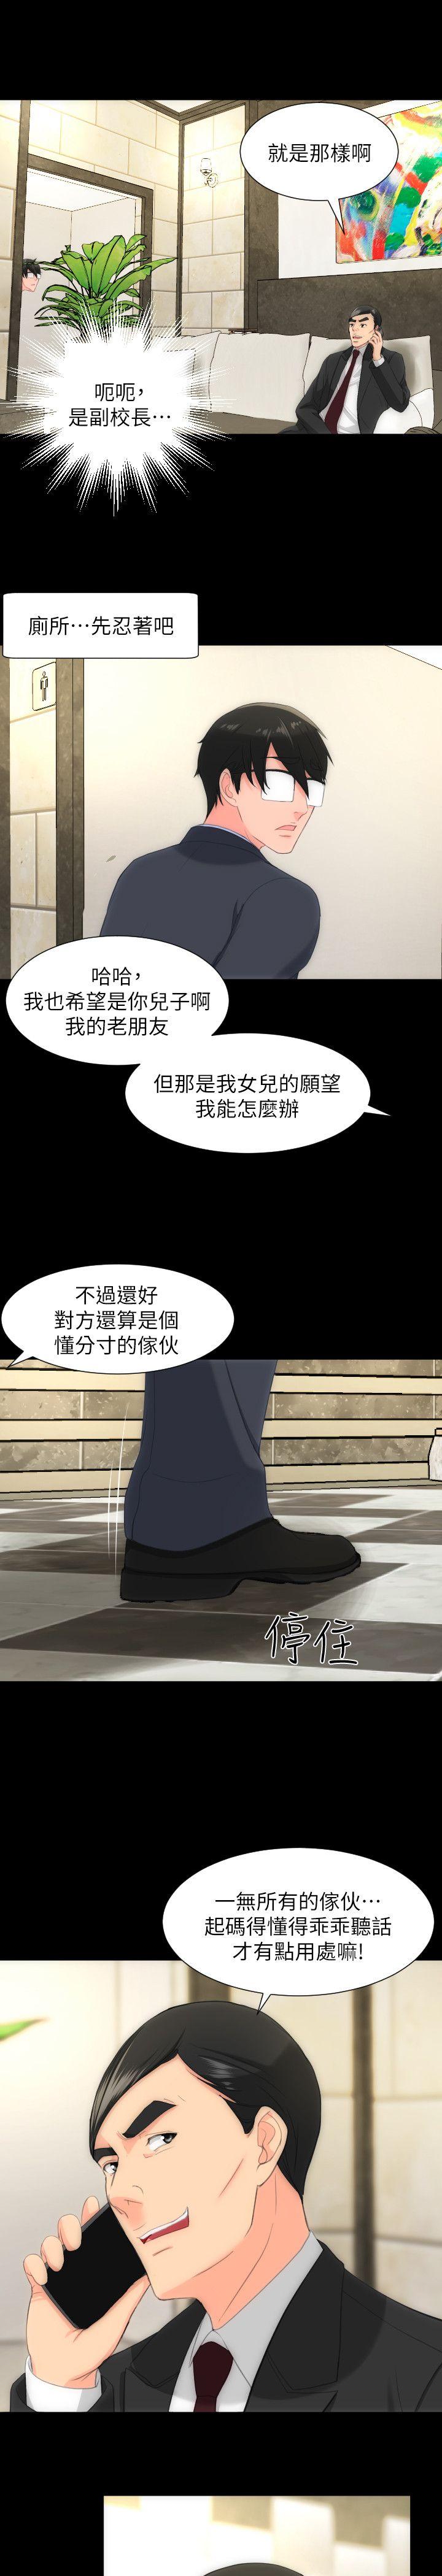 就是那樣啊
呃呃，
是副校長…
廁所…先忍著吧
哈哈，
我也希望是你兒子啊
我的老朋友
但那是我女兒的願望
我能怎麼辦
不過還好
對方還算是個
懂分寸的傢伙
停住
一無所有的傢伙…
起碼得懂得乖乖聽話
才有點用處嘛!